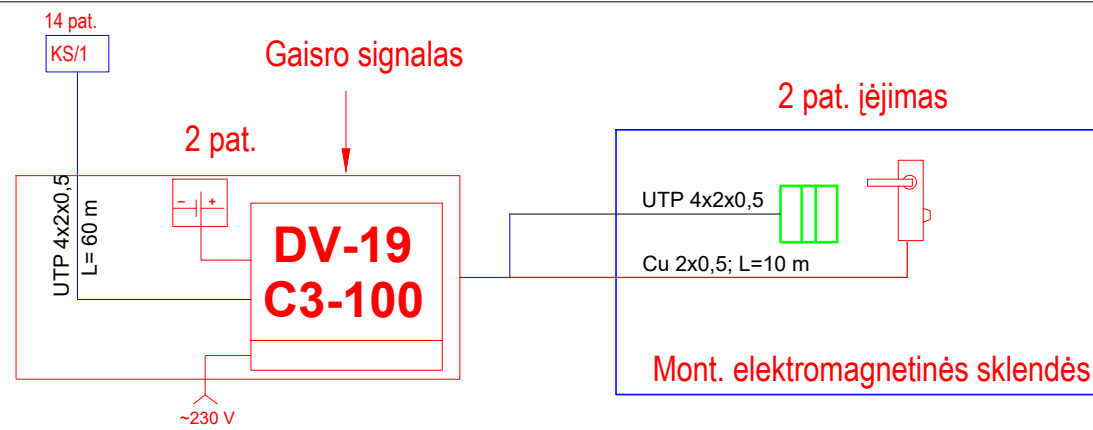 14 pat.
KS/1
Gaisro signalas
2 pat. įėjimas
2 pat.
UTP 4x2x0,5
L= 60 m
- +
DV-19
C3-100
UTP 4x2x0,5
Cu 2x0,5; L=10 m
Mont. elektromagnetinės sklendės
~230 V